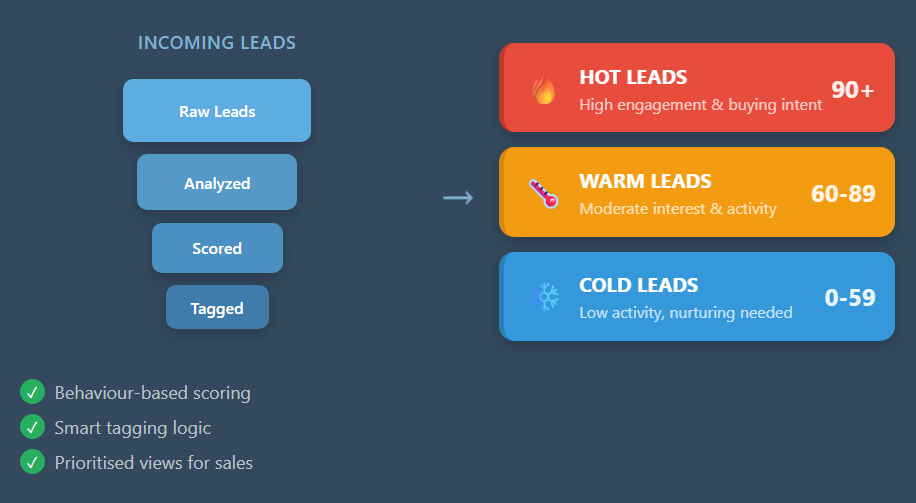 INCOMING LEADS
Raw Leads
Analyzed
Scored
Tagged
→
HOT LEADS
High engagement & buying intent
90+
WARM LEADS
Moderate interest & activity
60-89
COLD LEADS
Low activity, nurturing needed
0-59
✓ Behaviour-based scoring
✓ Smart tagging logic
✓ Prioritised views for sales